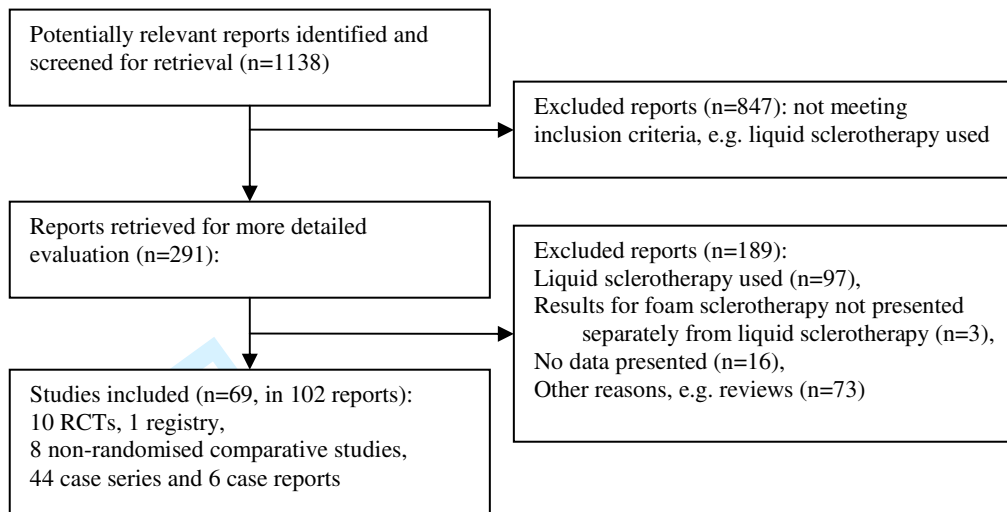 Potentially relevant reports identified and
screened for retrieval (n=1138)
Excluded reports (n=847): not meeting
inclusion criteria, e.g. liquid sclerotherapy used
Reports retrieved for more detailed
evaluation (n=291):
Excluded reports (n=189):
Liquid sclerotherapy used (n=97),
Results for foam sclerotherapy not presented
separately from liquid sclerotherapy (n=3),
No data presented (n=16),
Other reasons, e.g. reviews (n=73)
Studies included (n=69, in 102 reports):
10 RCTs, 1 registry,
8 non-randomised comparative studies,
44 case series and 6 case reports